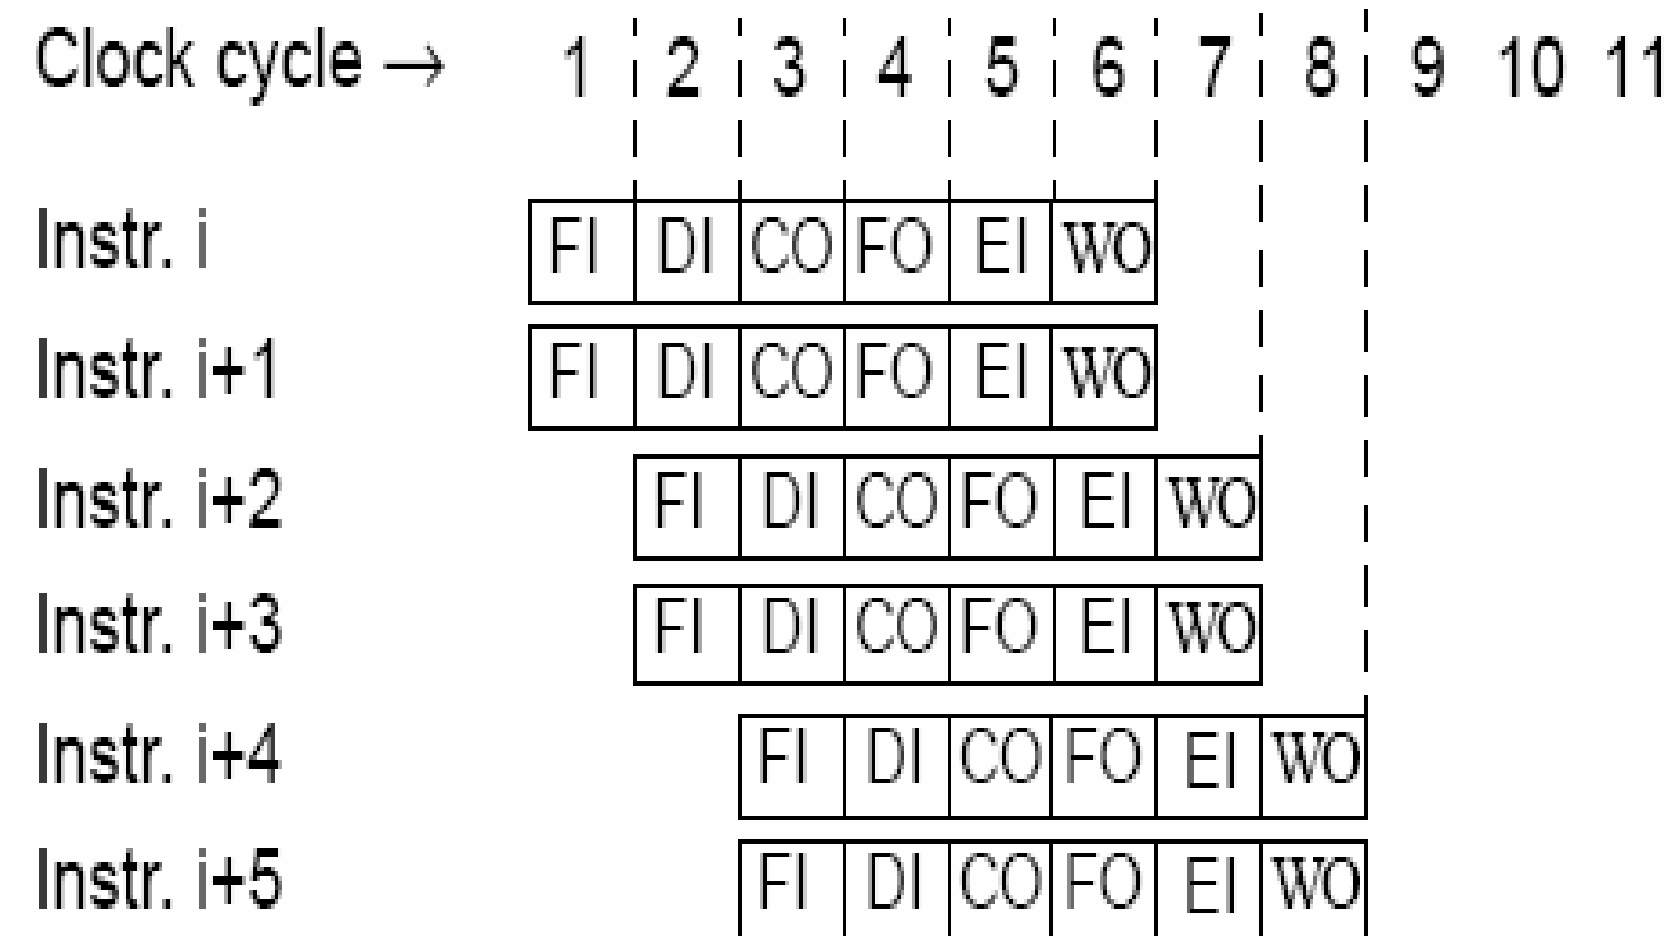 Clock cycle → 1 2 3 4 5 6 7 8 9 10 11
Instr. i FI DI CO FO EI WO
Instr. i+1 FI DI CO FO EI WO
Instr. i+2 FI DI CO FO EI WO
Instr. i+3 FI DI CO FO EI WO
Instr. i+4 FI DI CO FO EI WO
Instr. i+5 FI DI CO FO EI WO